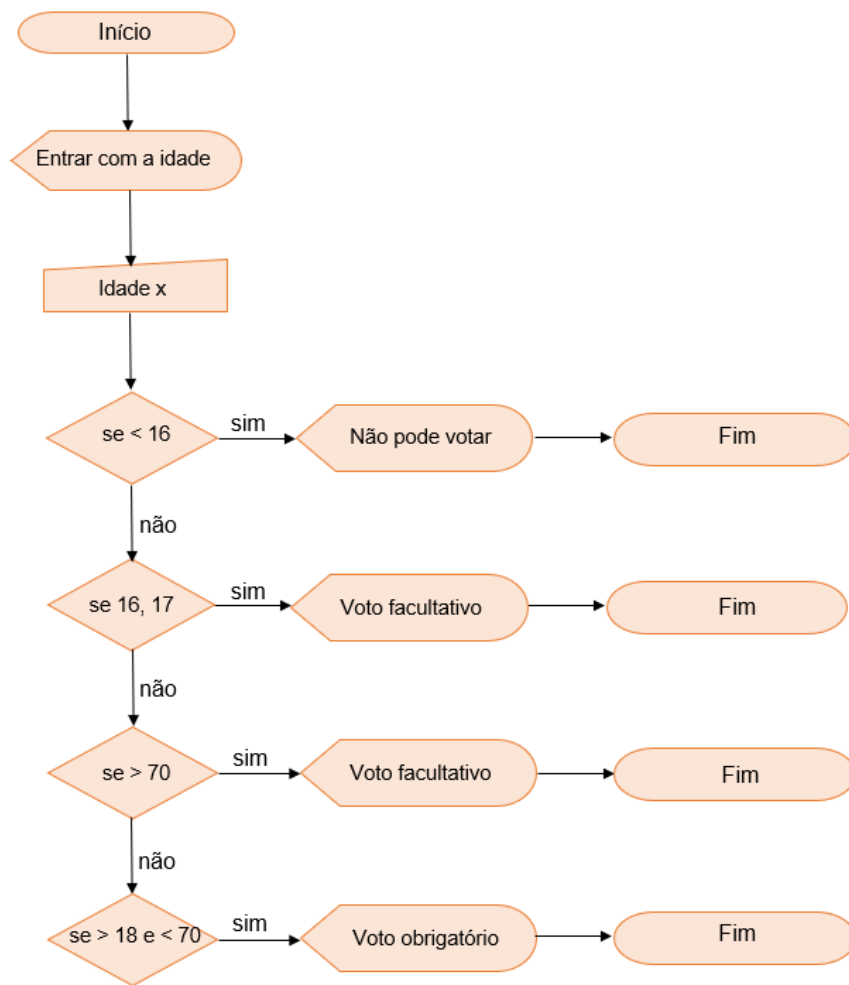 Início
Entrar com a idade
Idade x
se < 16
sim
Não pode votar
Fim
não
se 16, 17
sim
Voto facultativo
Fim
não
se > 70
sim
Voto facultativo
Fim
não
se > 18 e < 70
sim
Voto obrigatório
Fim